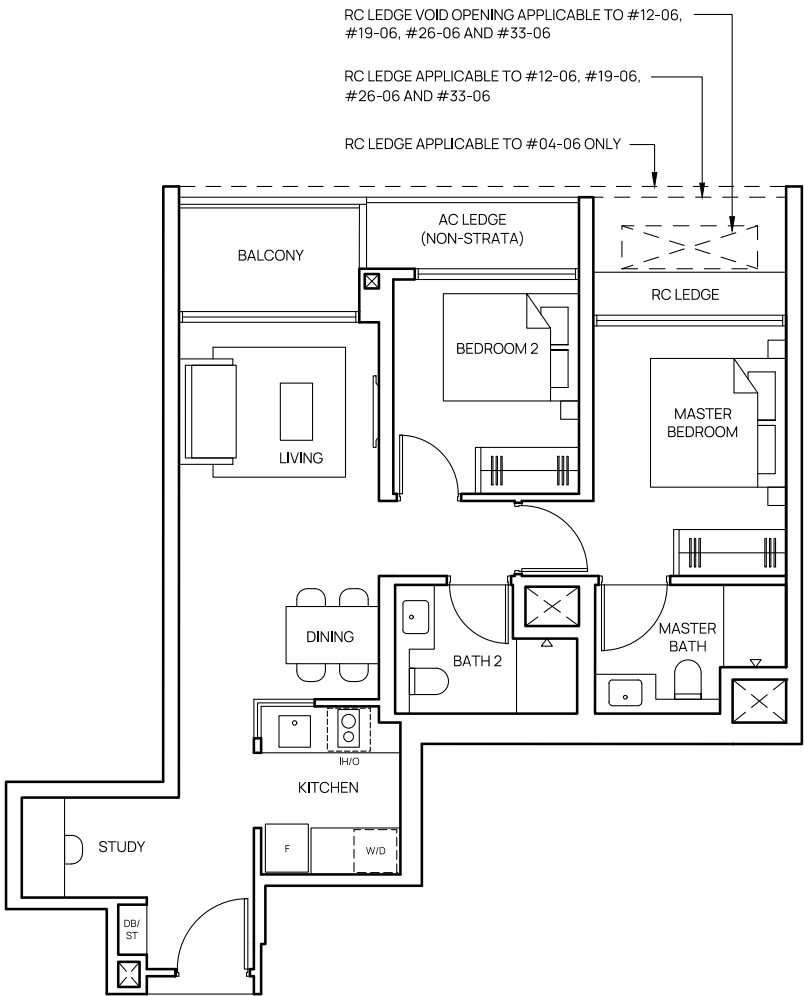 RC LEDGE VOID OPENING APPLICABLE TO #12-06,
#19-06, #26-06 AND #33-06
RC LEDGE APPLICABLE TO #12-06, #19-06,
#26-06 AND #33-06
RC LEDGE APPLICABLE TO #04-06 ONLY
AC LEDGE
(NON-STRATA)
BALCONY
RC LEDGE
BEDROOM 2
MASTER
BEDROOM
LIVING
DINING
BATH 2
MASTER
BATH
IH/O
KITCHEN
STUDY
F
W/D
DB/
ST